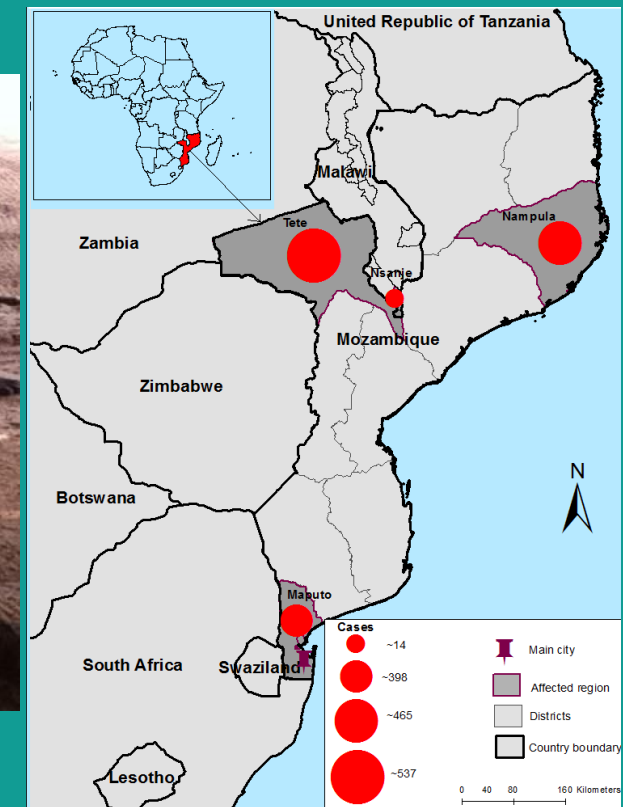 United Republic of Tanzania
Malawi
Nampula
Tete
Zambia
Nsanje
Mozambique
Zimbabwe
N
Botswana
Maputo
South Africa
Swaziland
Lesotho
Cases
~14
~398
~465
~537
Main city
Affected region
Districts
Country boundary
0 40 80 160 Kilometers